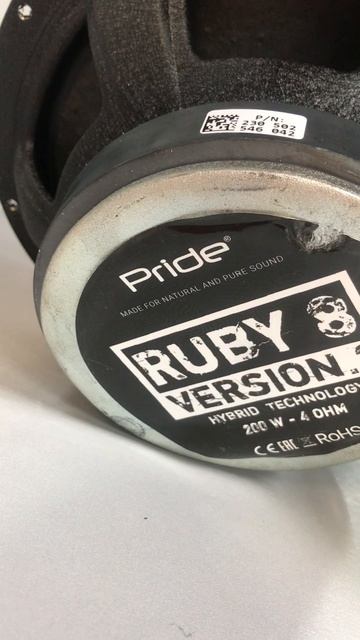 P/N:
230 502
546 042
Pride®
MADE FOR NATURAL AND PURE SOUND
RUBY 8
VERSION
HYBRID TECHNOLOGY
200 W - 4 OHM
CE EAC RoHS